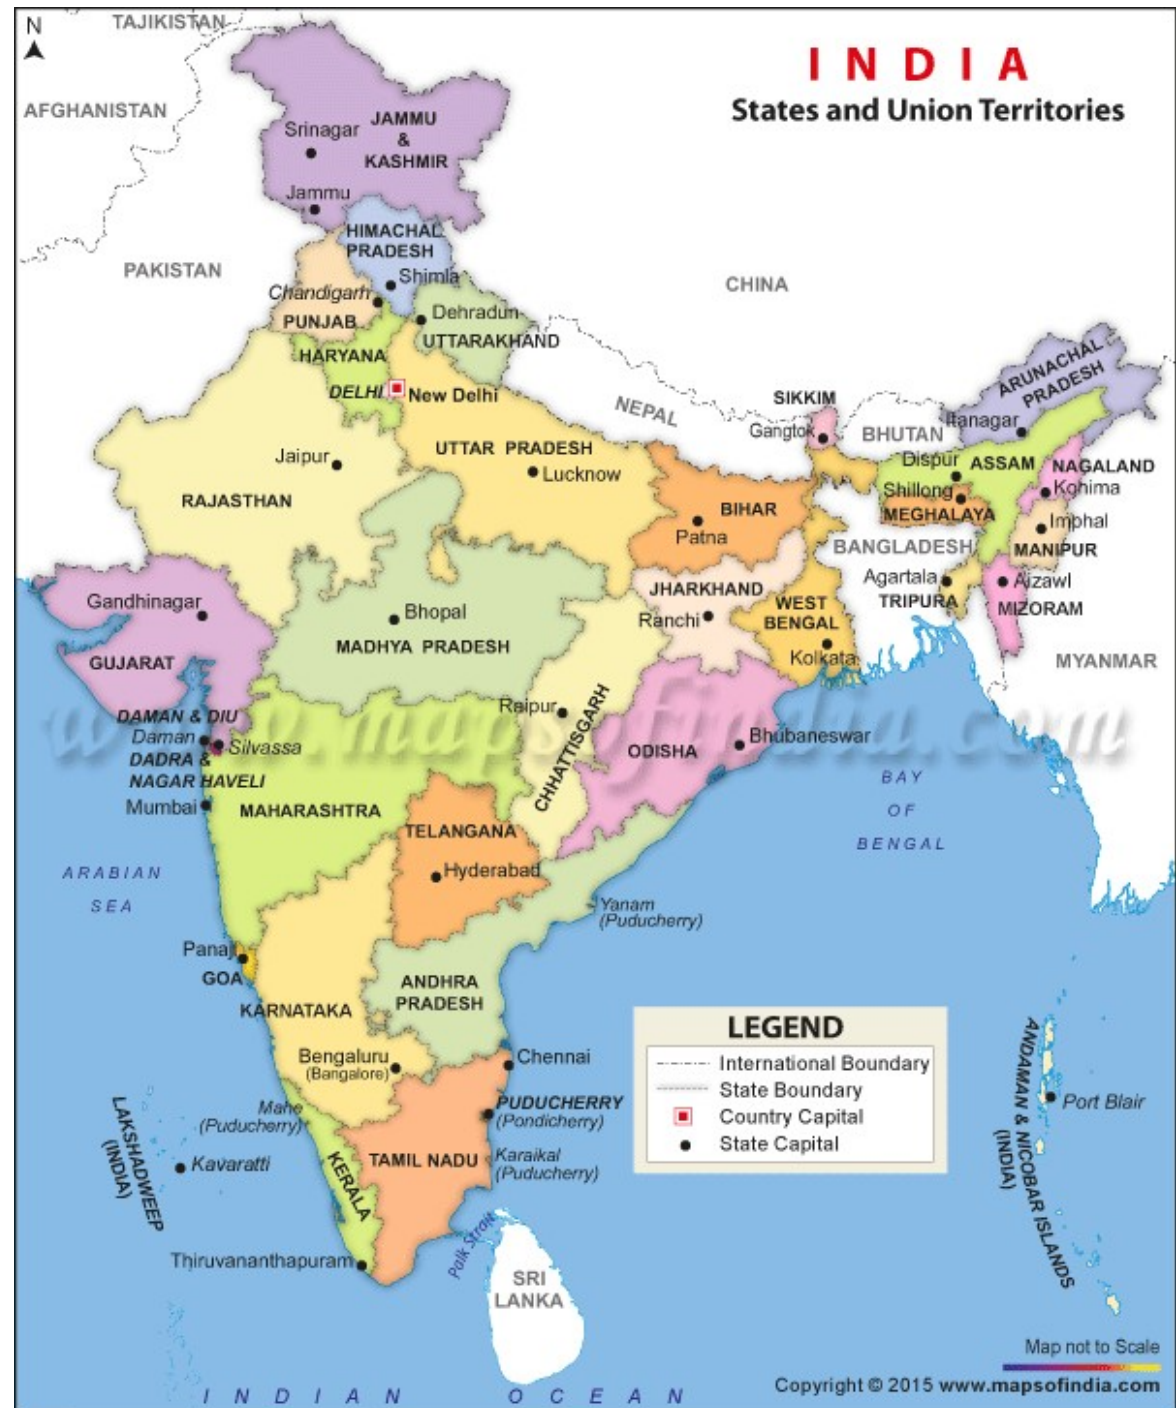 N
TAJIKISTAN
INDIA
States and Union Territories
AFGHANISTAN
JAMMU
&
KASHMIR
Srinagar
Jammu
HIMACHAL
PRADESH
PAKISTAN
Shimla
CHINA
Chandigarh
PUNJAB
Dehradun
UTTARAKHAND
HARYANA
DELHI
New Delhi
ARUNACHAL
PRADESH
NEPAL
SIKKIM
Gangtok
BHUTAN
Itanagar
UTTAR PRADESH
Lucknow
Jaipur
RAJASTHAN
Dispur
ASSAM
NAGALAND
Kohima
Shillong
MEGHALAYA
BIHAR
Patna
Imphal
MANIPUR
BANGLADESH
JHARKHAND
Ranchi
Agartala
TRIPURA
Aizawl
MIZORAM
Gandhinagar
GUJARAT
Bhopal
MADHYA PRADESH
WEST
BENGAL
Kolkata
MYANMAR
www.mapsofindia.com
Raipur
CHHATTISGARH
ODISHA
Bhubaneswar
DAMAN & DIU
Daman
Silvassa
DADRA &
NAGAR HAVELI
Mumbai
MAHARASHTRA
TELANGANA
Hyderabad
BAY
OF
BENGAL
ARABIAN
SEA
Yanam
(Puducherry)
Panaji
GOA
KARNATAKA
ANDHRA
PRADESH
Bengaluru
(Bangalore)
Chennai
LEGEND
International Boundary
State Boundary
Country Capital
State Capital
Mahe
(Puducherry)
PUDUCHERRY
(Pondicherry)
Karaikal
(Puducherry)
LAKSHADWEEP
(INDIA)
Kavaratti
KERALA
TAMIL NADU
Thiruvananthapuram
Palk Strait
SRI
LANKA
ANDAMAN & NICOBAR ISLANDS
(INDIA)
Port Blair
INDIAN OCEAN
Map not to Scale
Copyright © 2015 www.mapsofindia.com